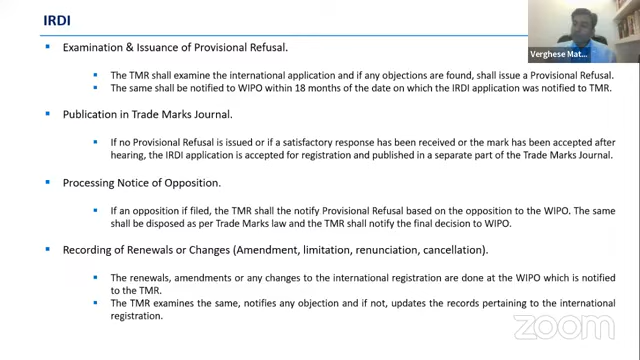 IRDI
Examination & Issuance of Provisional Refusal.
The TMR shall examine the international application and if any objections are found, shall issue a Provisional Refusal.
The same shall be notified to WIPO within 18 months of the date on which the IRDI application was notified to TMR.
Publication in Trade Marks Journal.
If no Provisional Refusal is issued or if a satisfactory response has been received or the mark has been accepted after
hearing, the IRDI application is accepted for registration and published in a separate part of the Trade Marks Journal.
Processing Notice of Opposition.
If an opposition if filed, the TMR shall the notify Provisional Refusal based on the opposition to the WIPO. The same
shall be disposed as per Trade Marks law and the TMR shall notify the final decision to WIPO.
Recording of Renewals or Changes (Amendment, limitation, renunciation, cancellation).
The renewals, amendments or any changes to the international registration are done at the WIPO which is notified
to the TMR.
The TMR examines the same, notifies any objection and if not, updates the records pertaining to the international
registration.
Verghese Mat...
LIVE
zoom